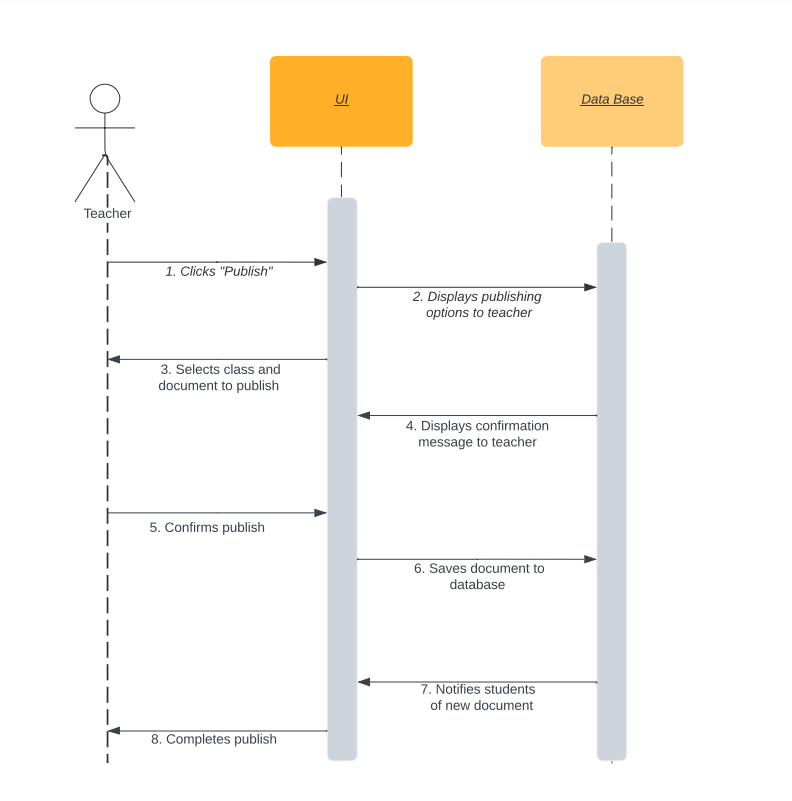 UI
Data Base
Teacher
1. Clicks "Publish"
2. Displays publishing
options to teacher
3. Selects class and
document to publish
4. Displays confirmation
message to teacher
5. Confirms publish
6. Saves document to
database
7. Notifies students
of new document
8. Completes publish